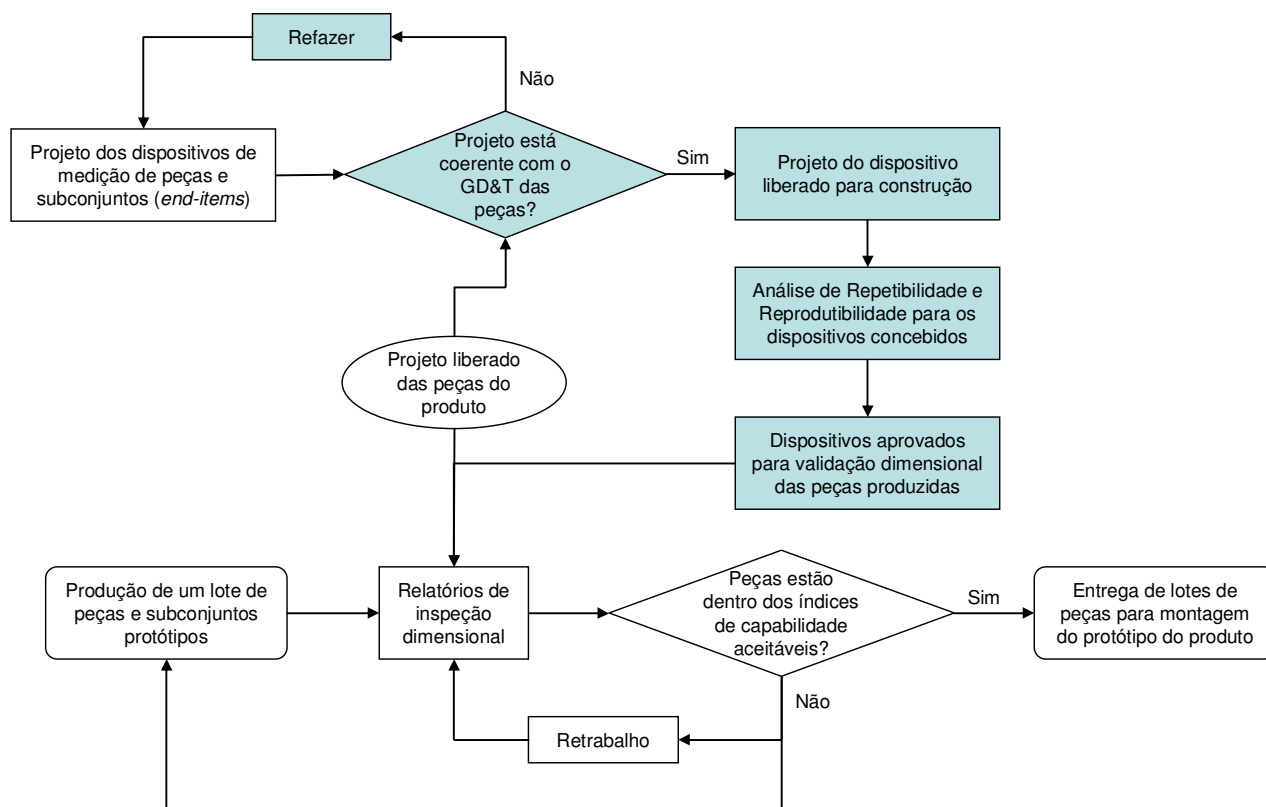 Refazer
Não
Projeto dos dispositivos de
medição de peças e
subconjuntos (end-items)
Projeto está
coerente com o
GD&T das
peças?
Sim
Projeto do dispositivo
liberado para construção
Análise de Repetibilidade e
Reprodutibilidade para os
dispositivos concebidos
Projeto liberado
das peças do
produto
Dispositivos aprovados
para validação dimensional
das peças produzidas
Produção de um lote de
peças e subconjuntos
protótipos
Relatórios de
inspeção
dimensional
Peças estão
dentro dos índices
de capabilidade
aceitáveis?
Sim
Entrega de lotes de
peças para montagem
do protótipo do produto
Não
Retrabalho